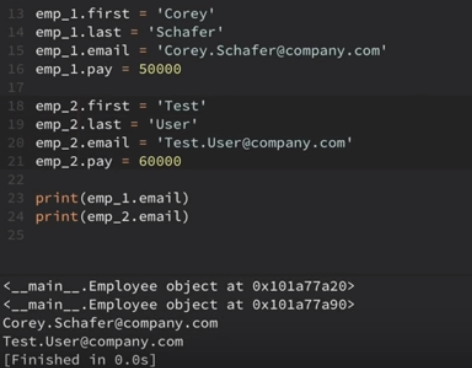 13 emp_1.first = 'Corey'
14 emp_1.last = 'Schafer'
15 emp_1.email = 'Corey.Schafer@company.com'
16 emp_1.pay = 50000
17
18 emp_2.first = 'Test'
19 emp_2.last = 'User'
20 emp_2.email = 'Test.User@company.com'
21 emp_2.pay = 60000
22
23 print(emp_1.email)
24 print(emp_2.email)
25
<__main__.Employee object at 0x101a77a20>
<__main__.Employee object at 0x101a77a90>
Corey.Schafer@company.com
Test.User@company.com
[Finished in 0.0s]